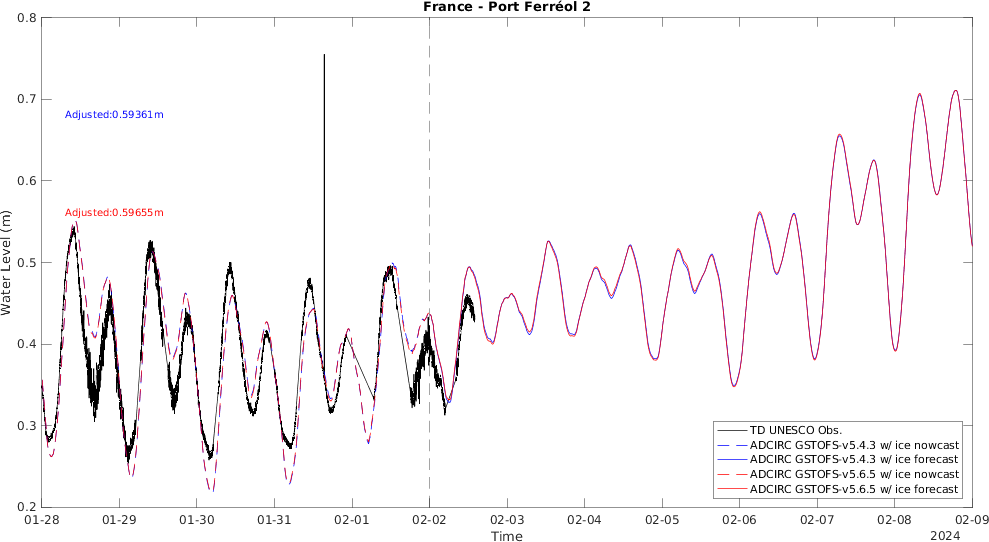 France - Port Ferréol 2
0.8
0.7
0.6
0.5
0.4
0.3
0.2
Water Level (m)
Adjusted:0.59361m
Adjusted:0.59655m
TD UNESCO Obs.
ADCIRC GSTOFS-v5.4.3 w/ ice nowcast
ADCIRC GSTOFS-v5.4.3 w/ ice forecast
ADCIRC GSTOFS-v5.6.5 w/ ice nowcast
ADCIRC GSTOFS-v5.6.5 w/ ice forecast
01-28 01-29 01-30 01-31 02-01 02-02 02-03 02-04 02-05 02-06 02-07 02-08 02-09
Time
2024